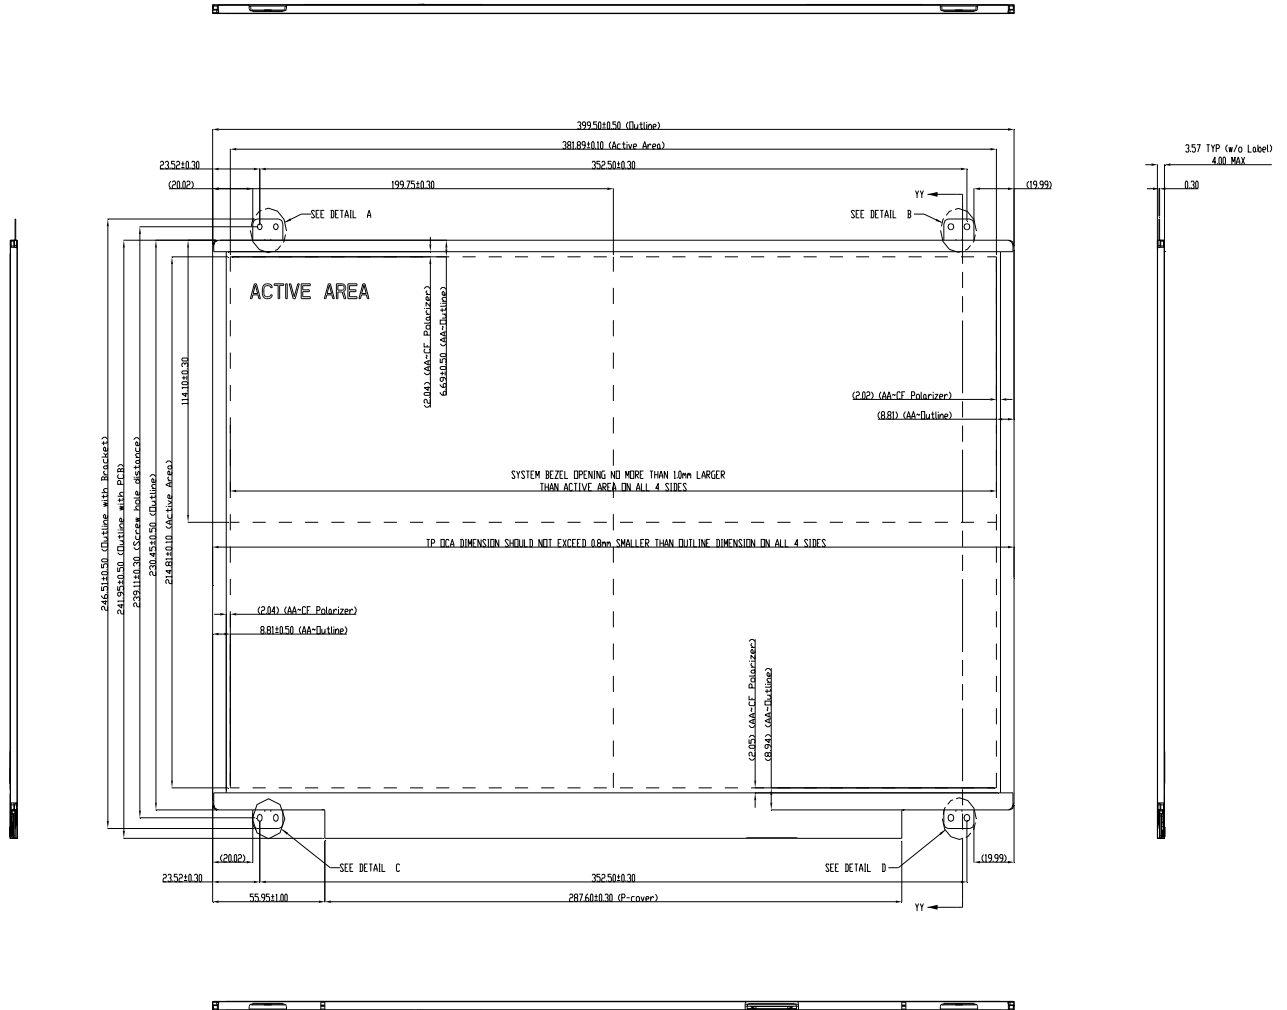 399.50±0.50 (Outline)
381.89±0.10 (Active Area)
3.57 TYP (w/o Label)
4.00 MAX
23.52±0.30
352.50±0.30
(20.02)
199.75±0.30
YY
(19.99)
0.30
SEE DETAIL A
SEE DETAIL B
ACTIVE AREA
(2.04) (AA~CF Polarizer)
6.69±0.50 (AA~Outline)
114.10±0.30
(2.02) (AA~CF Polarizer)
(8.81) (AA~Outline)
246.51±0.50 (Outline with Bracket)
241.95±0.50 (Outline with PCB)
239.11±0.30 (Screw hole distance)
230.45±0.50 (Outline)
214.81±0.10 (Active Area)
SYSTEM BEZEL OPENING NO MORE THAN 1.0mm LARGER
THAN ACTIVE AREA ON ALL 4 SIDES
TP OCA DIMENSION SHOULD NOT EXCEED 0.8mm SMALLER THAN OUTLINE DIMENSION ON ALL 4 SIDES
(2.04) (AA~CF Polarizer)
8.81±0.50 (AA~Outline)
(2.05) (AA~CF Polarizer)
(8.94) (AA~Outline)
(20.02)
SEE DETAIL C
SEE DETAIL D
(19.99)
23.52±0.30
352.50±0.30
55.95±1.00
287.60±0.30 (P-cover)
YY